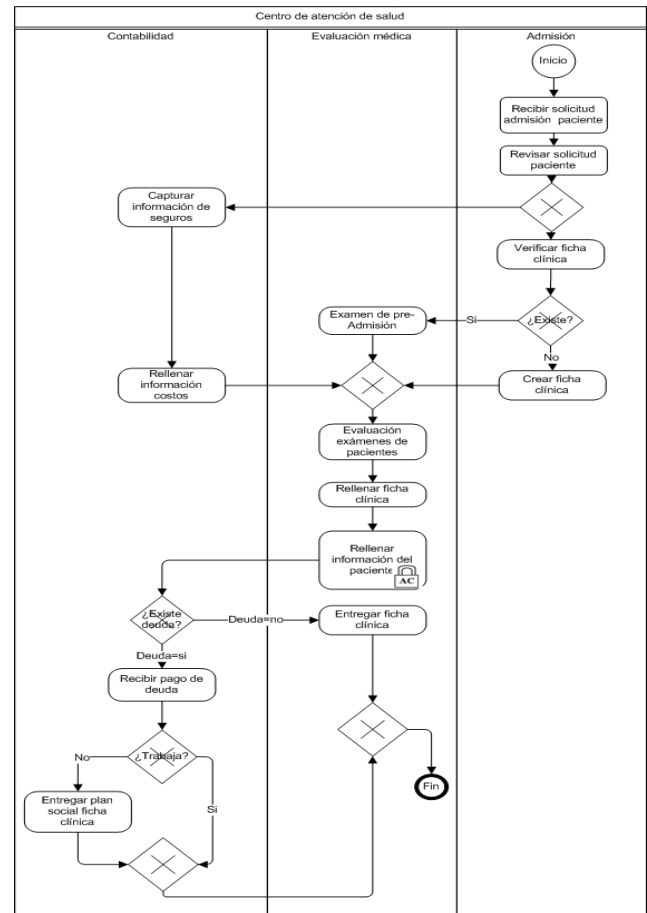 Centro de atención de salud
Contabilidad
Evaluación médica
Admisión
Inicio
Recibir solicitud
admisión paciente
Revisar solicitud
paciente
Capturar
información de
seguros
Verificar ficha
clínica
Examen de pre-
Admisión
Si
¿Existe?
No
Rellenar
información
costos
Crear ficha
clínica
Evaluación
exámenes de
pacientes
Rellenar ficha
clínica
Rellenar
información del
paciente
AC
¿Existe
deuda?
Deuda=no
Entregar ficha
clínica
Deuda=si
Recibir pago de
deuda
¿Trabaja?
No
Si
Entregar plan
social ficha
clínica
Fin